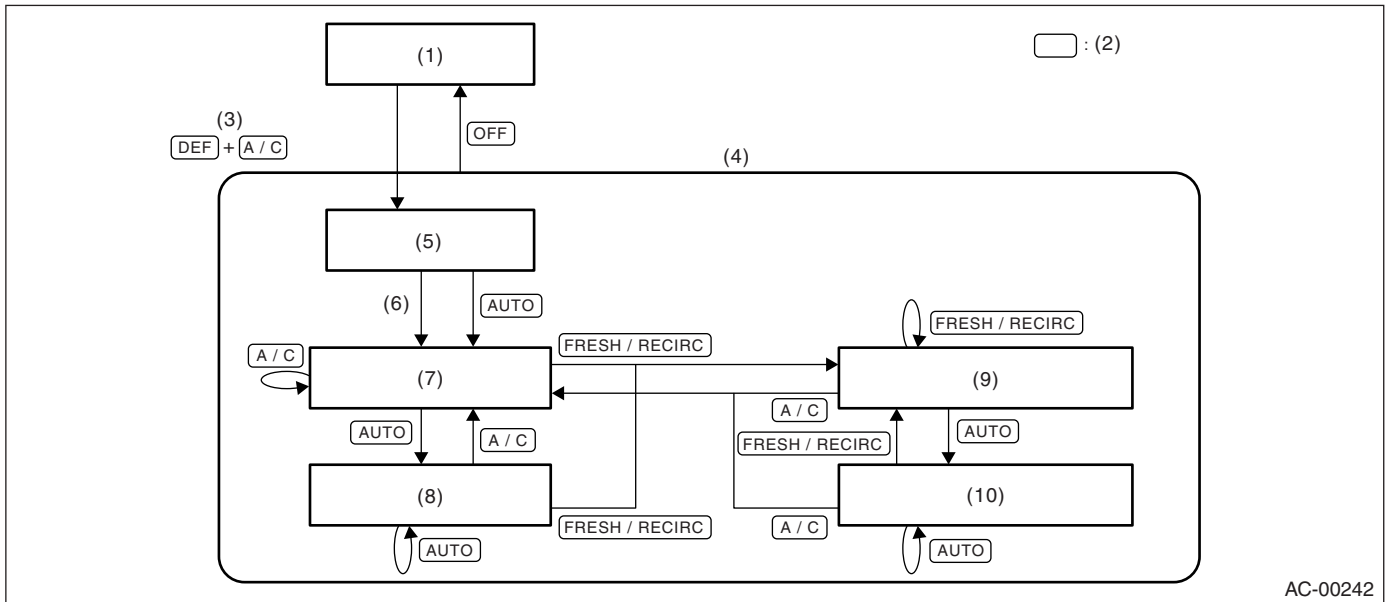 (1)
: (2)
(3)
DEF + A / C
OFF
(4)
(5)
(6)
AUTO
FRESH / RECIRC
A / C
(7)
FRESH / RECIRC
(9)
A / C
AUTO
A / C
FRESH / RECIRC
AUTO
(8)
(10)
FRESH / RECIRC
A / C
AUTO
AUTO
AC-00242